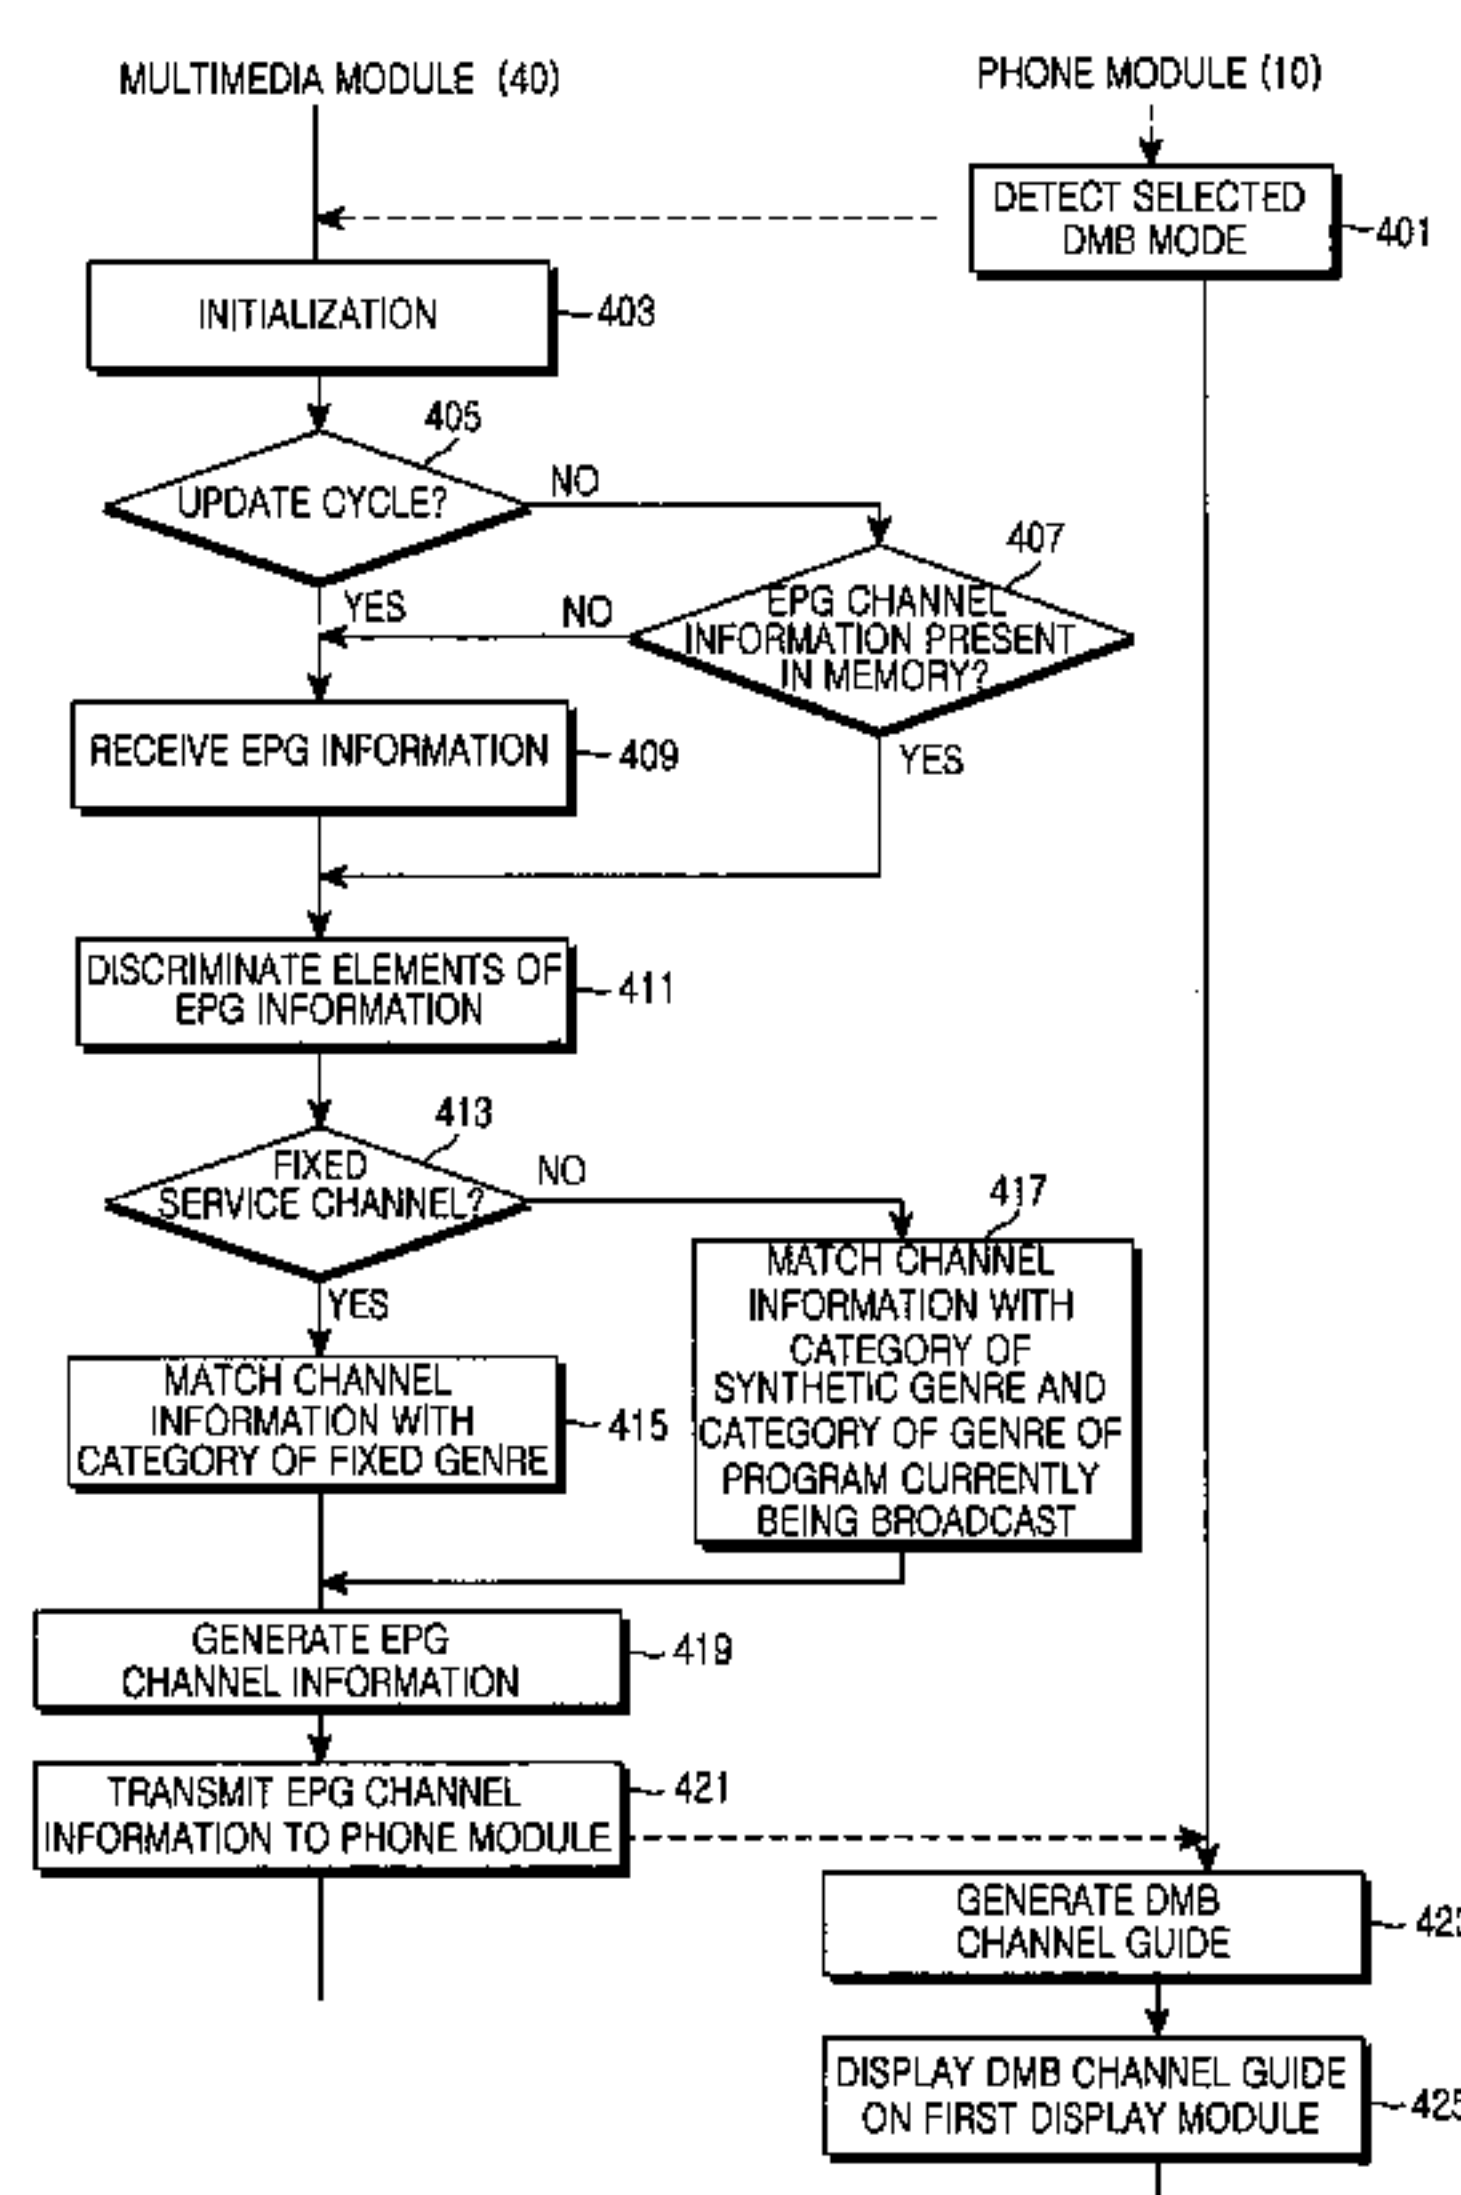 MULTIMEDIA MODULE (40)
PHONE MODULE (10)
DETECT SELECTED
DMB MODE
401
INITIALIZATION
403
405
UPDATE CYCLE?
NO
407
EPG CHANNEL
INFORMATION PRESENT
IN MEMORY?
YES
NO
RECEIVE EPG INFORMATION
409
YES
DISCRIMINATE ELEMENTS OF
EPG INFORMATION
411
413
FIXED
SERVICE CHANNEL?
NO
417
MATCH CHANNEL
INFORMATION WITH
CATEGORY OF
SYNTHETIC GENRE AND
CATEGORY OF GENRE OF
PROGRAM CURRENTLY
BEING BROADCAST
YES
MATCH CHANNEL
INFORMATION WITH
CATEGORY OF FIXED GENRE
415
GENERATE EPG
CHANNEL INFORMATION
419
TRANSMIT EPG CHANNEL
INFORMATION TO PHONE MODULE
421
GENERATE DMB
CHANNEL GUIDE
DISPLAY DMB CHANNEL GUIDE
ON FIRST DISPLAY MODULE
425